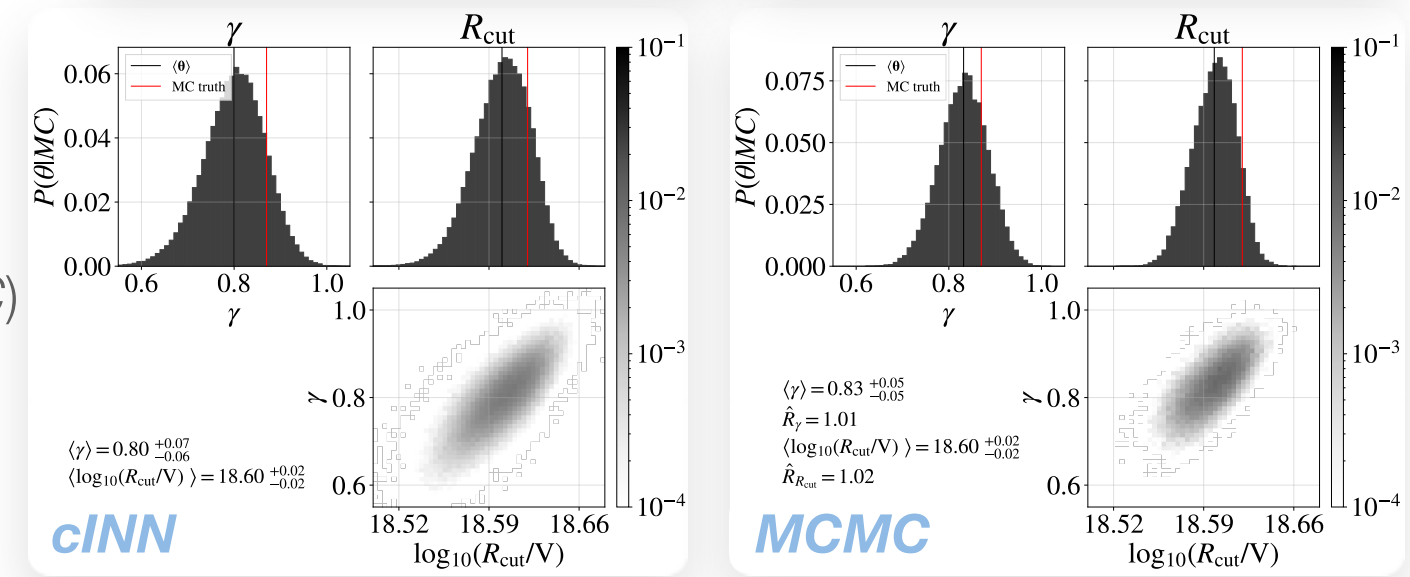 C)
γ
R_cut
⟨θ⟩
MC truth
P(θ|MC)
0.06
0.04
0.02
0.00
0.6
0.8
1.0
γ
10⁻¹
10⁻²
10⁻³
10⁻⁴
γ
1.0
0.8
0.6
18.52
18.59
18.66
log₁₀(R_cut/V)
⟨γ⟩ = 0.80 +0.07 −0.06
⟨log₁₀(R_cut/V) ⟩ = 18.60 +0.02 −0.02
cINN
γ
R_cut
⟨θ⟩
MC truth
P(θ|MC)
0.075
0.050
0.025
0.000
0.6
0.8
1.0
γ
10⁻¹
10⁻²
10⁻³
10⁻⁴
γ
1.0
0.8
0.6
18.52
18.59
18.66
log₁₀(R_cut/V)
⟨γ⟩ = 0.83 +0.05 −0.05
R̂_γ = 1.01
⟨log₁₀(R_cut/V) ⟩ = 18.60 +0.02 −0.02
R̂_R_cut = 1.02
MCMC